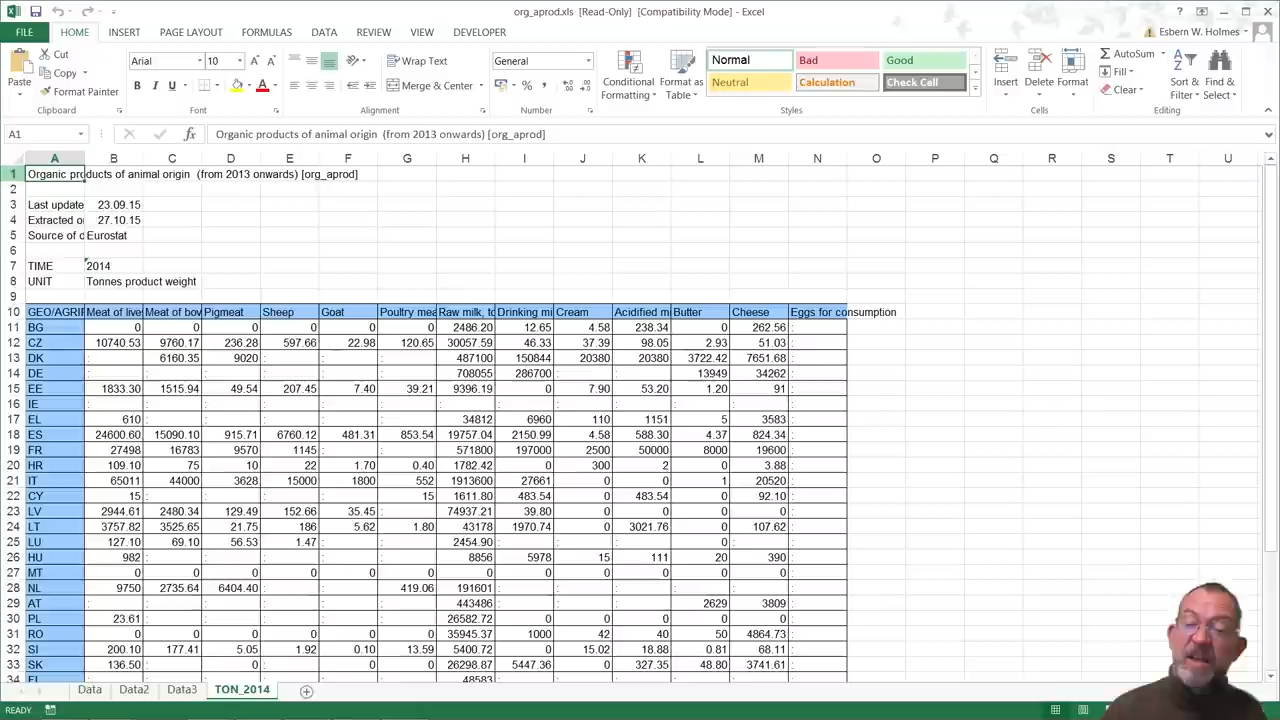 org_aprod.xls [Read-Only] [Compatibility Mode] - Excel
FILE HOME INSERT PAGE LAYOUT FORMULAS DATA REVIEW VIEW DEVELOPER Esbern W. Holmes
Cut
Copy
Format Painter
Paste
Clipboard
Arial 10
B I U
Font
Wrap Text
Merge & Center
Alignment
General
Number
Conditional Formatting
Format as Table
Normal Bad Good
Neutral Calculation Check Cell
Styles
Insert Delete Format
Cells
AutoSum
Fill
Clear
Sort & Filter
Find & Select
Editing
A1 fx Organic products of animal origin (from 2013 onwards) [org_aprod]
A B C D E F G H I J K L M N O P Q R S T U
1 Organic products of animal origin (from 2013 onwards) [org_aprod]
2
3 Last update 23.09.15
4 Extracted o 27.10.15
5 Source of d Eurostat
6
7 TIME 2014
8 UNIT Tonnes product weight
9
10 GEO/AGRIP Meat of live Meat of bov Pigmeat Sheep Goat Poultry mea Raw milk, to Drinking mi Cream Acidified m Butter Cheese Eggs for consumption
11 BG 0 0 0 0 0 0 2486.20 12.65 4.58 238.34 0 262.56 :
12 CZ 10740.53 9760.17 236.28 597.66 22.98 120.65 30057.59 46.33 37.39 98.05 2.93 51.03 :
13 DK : 6160.35 9020 : : : 487100 150844 20380 20380 3722.42 7651.68 :
14 DE : : : : : : 708055 286700 : : 13949 34262 :
15 EE 1833.30 1515.94 49.54 207.45 7.40 39.21 9396.19 0 7.90 53.20 1.20 91 :
16 IE : : : : : : : : : : : : :
17 EL 610 : : : : : 34812 6960 110 1151 5 3583 :
18 ES 24600.60 15090.10 915.71 6760.12 481.31 853.54 19757.04 2150.99 4.58 588.30 4.37 824.34 :
19 FR 27498 16783 9570 1145 : : 571800 197000 2500 50000 8000 19600 :
20 HR 109.10 75 10 22 1.70 0.40 1782.42 0 300 2 0 3.88 :
21 IT 65011 44000 3628 15000 1800 552 1913600 27661 0 0 1 20520 :
22 CY 15 : : : : 15 1611.80 483.54 0 483.54 0 92.10 :
23 LV 2944.61 2480.34 129.49 152.66 35.45 : 74937.21 39.80 0 0 0 0 :
24 LT 3757.82 3525.65 21.75 186 5.62 1.80 43178 1970.74 0 3021.76 0 107.62 :
25 LU 127.10 69.10 56.53 1.47 : : 2454.90 : : : 0 : :
26 HU 982 : : : : : 8856 5978 15 111 20 390 :
27 MT 0 0 0 0 0 0 0 0 0 0 0 0 :
28 NL 9750 2735.64 6404.40 : : 419.06 191601 : : : : : :
29 AT : : : : : : 443486 : : : 2629 3809 :
30 PL 23.61 : : : : : 26582.72 0 0 0 0 0 :
31 RO 0 0 0 0 0 0 35945.37 1000 42 40 50 4864.73 :
32 SI 200.10 177.41 5.05 1.92 0.10 13.59 5400.72 0 15.02 18.88 0.81 68.11 :
33 SK 136.50 : 0 : 0 0 26298.87 5447.36 0 327.35 48.80 3741.61 :
48583
Data Data2 Data3 TON_2014
READY